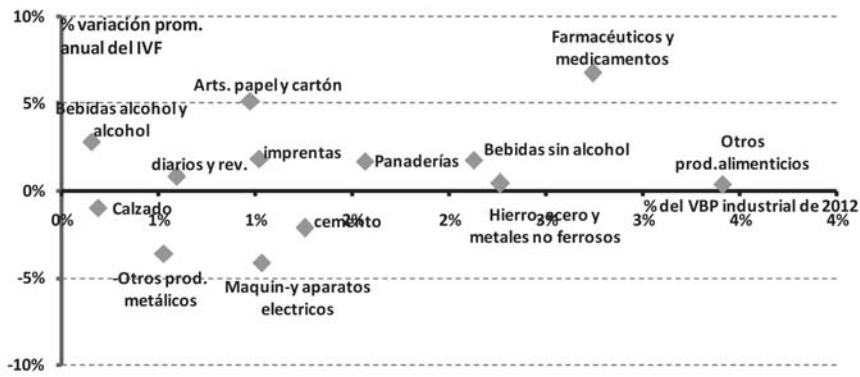 10%
% variación prom.
anual del IVF
Farmacéuticos y
medicamentos
Arts. papel y cartón
5%
Bebidas alcohol y
alcohol
diarios y rev.
imprentas
Panaderías
Bebidas sin alcohol
Otros
prod.alimenticios
0%
Calzado
cemento
Hierro, acero y
metales no ferrosos
% del VBP industrial de 2012
0% 1% 1% 2% 2% 3% 3% 4% 4%
-Otros prod.
metálicos
Maquin-y aparatos
electricos
-5%
-10%